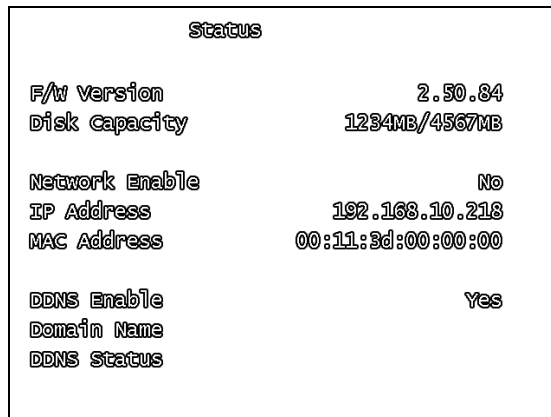 Status
F/W Version 2.50.84
Disk Capacity 1234MB/4567MB
Network Enable No
IP Address 192.168.10.218
MAC Address 00:11:3d:00:00:00
DDNS Enable Yes
Domain Name
DDNS Status